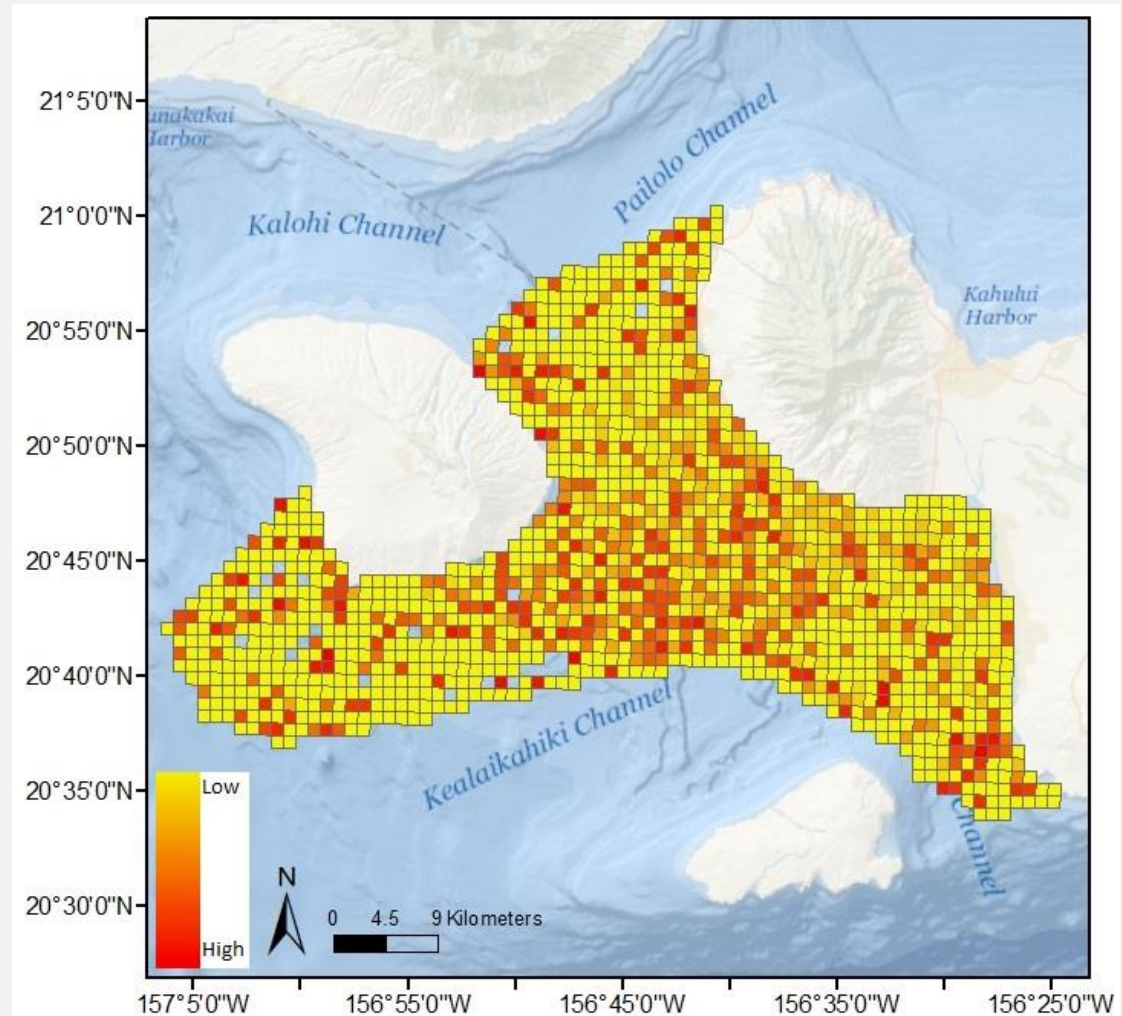 21°5'0"N
21°0'0"N
20°55'0"N
20°50'0"N
20°45'0"N
20°40'0"N
20°35'0"N
20°30'0"N
unakakai
Harbor
Kalohi Channel
Pailolo Channel
Kahului
Harbor
Kealaikahiki Channel
Channel
Low
High
N
0 4.5 9 Kilometers
157°5'0"W
156°55'0"W
156°45'0"W
156°35'0"W
156°25'0"W